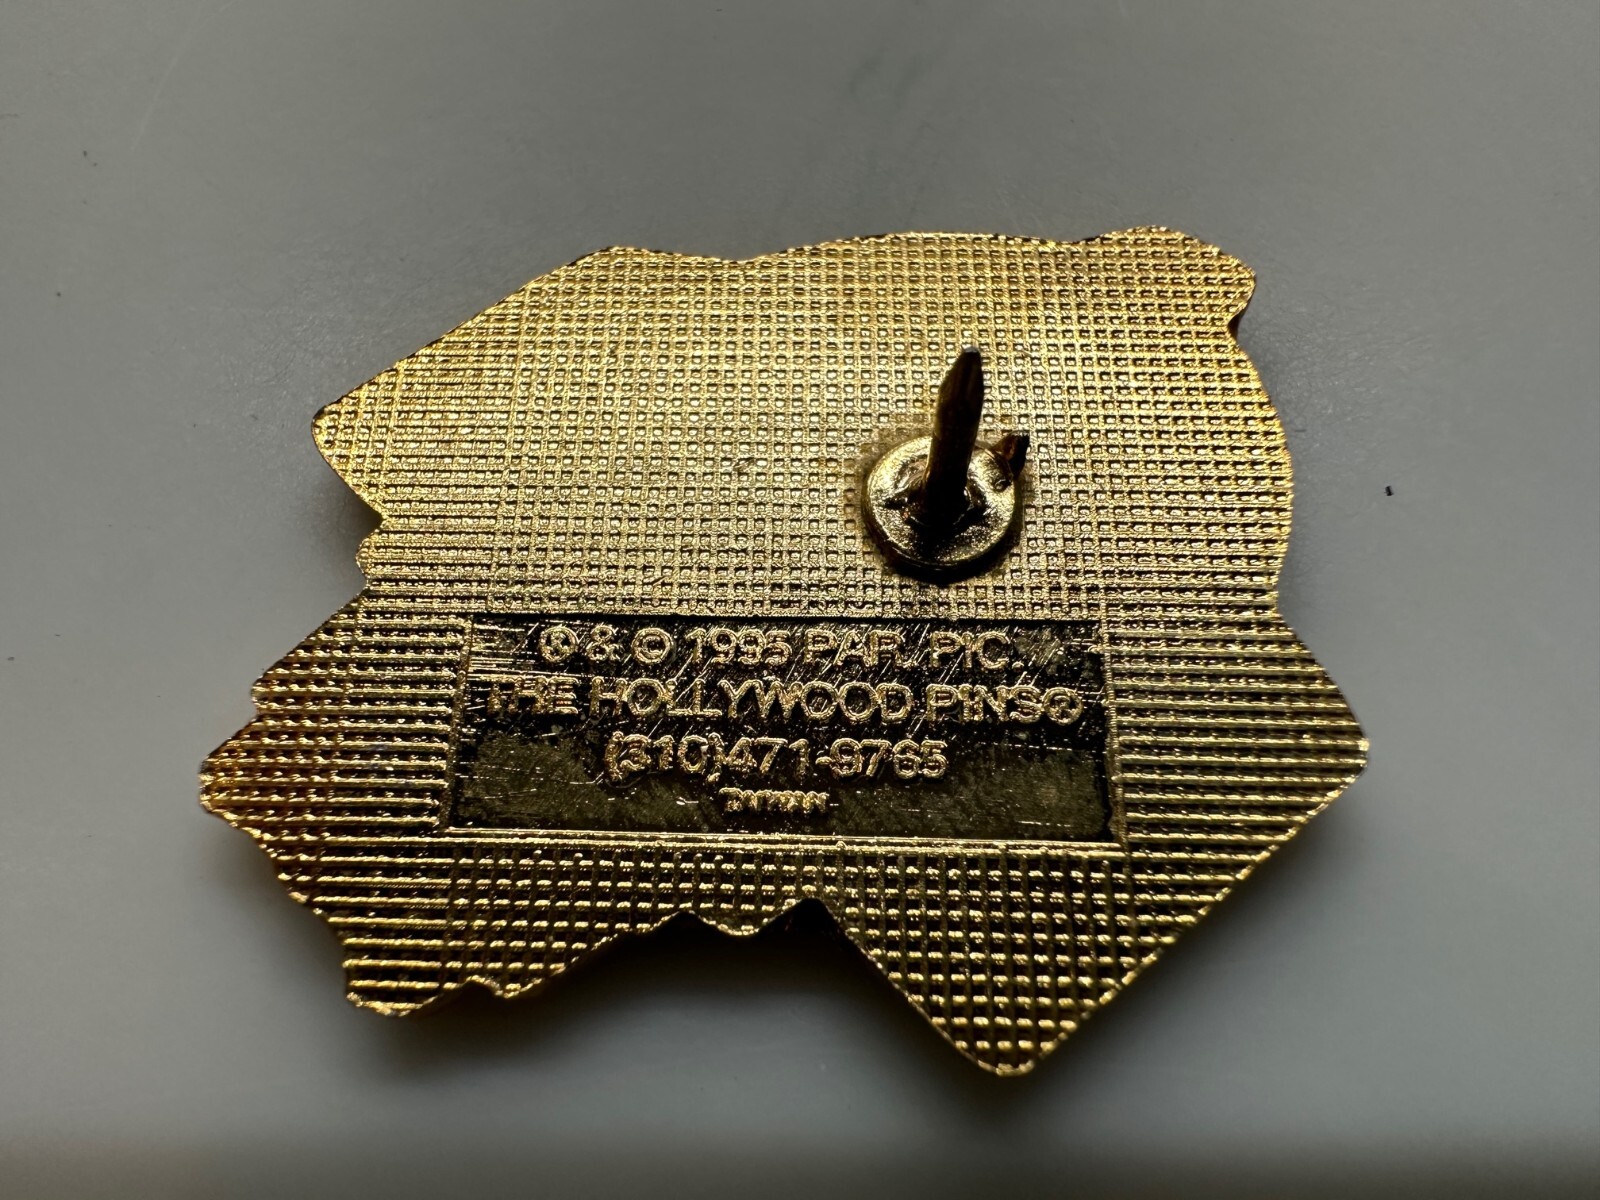 ® & © 1995 PAR. PIC.
THE HOLLYWOOD PINS®
(310)471-9765
TAIWAN